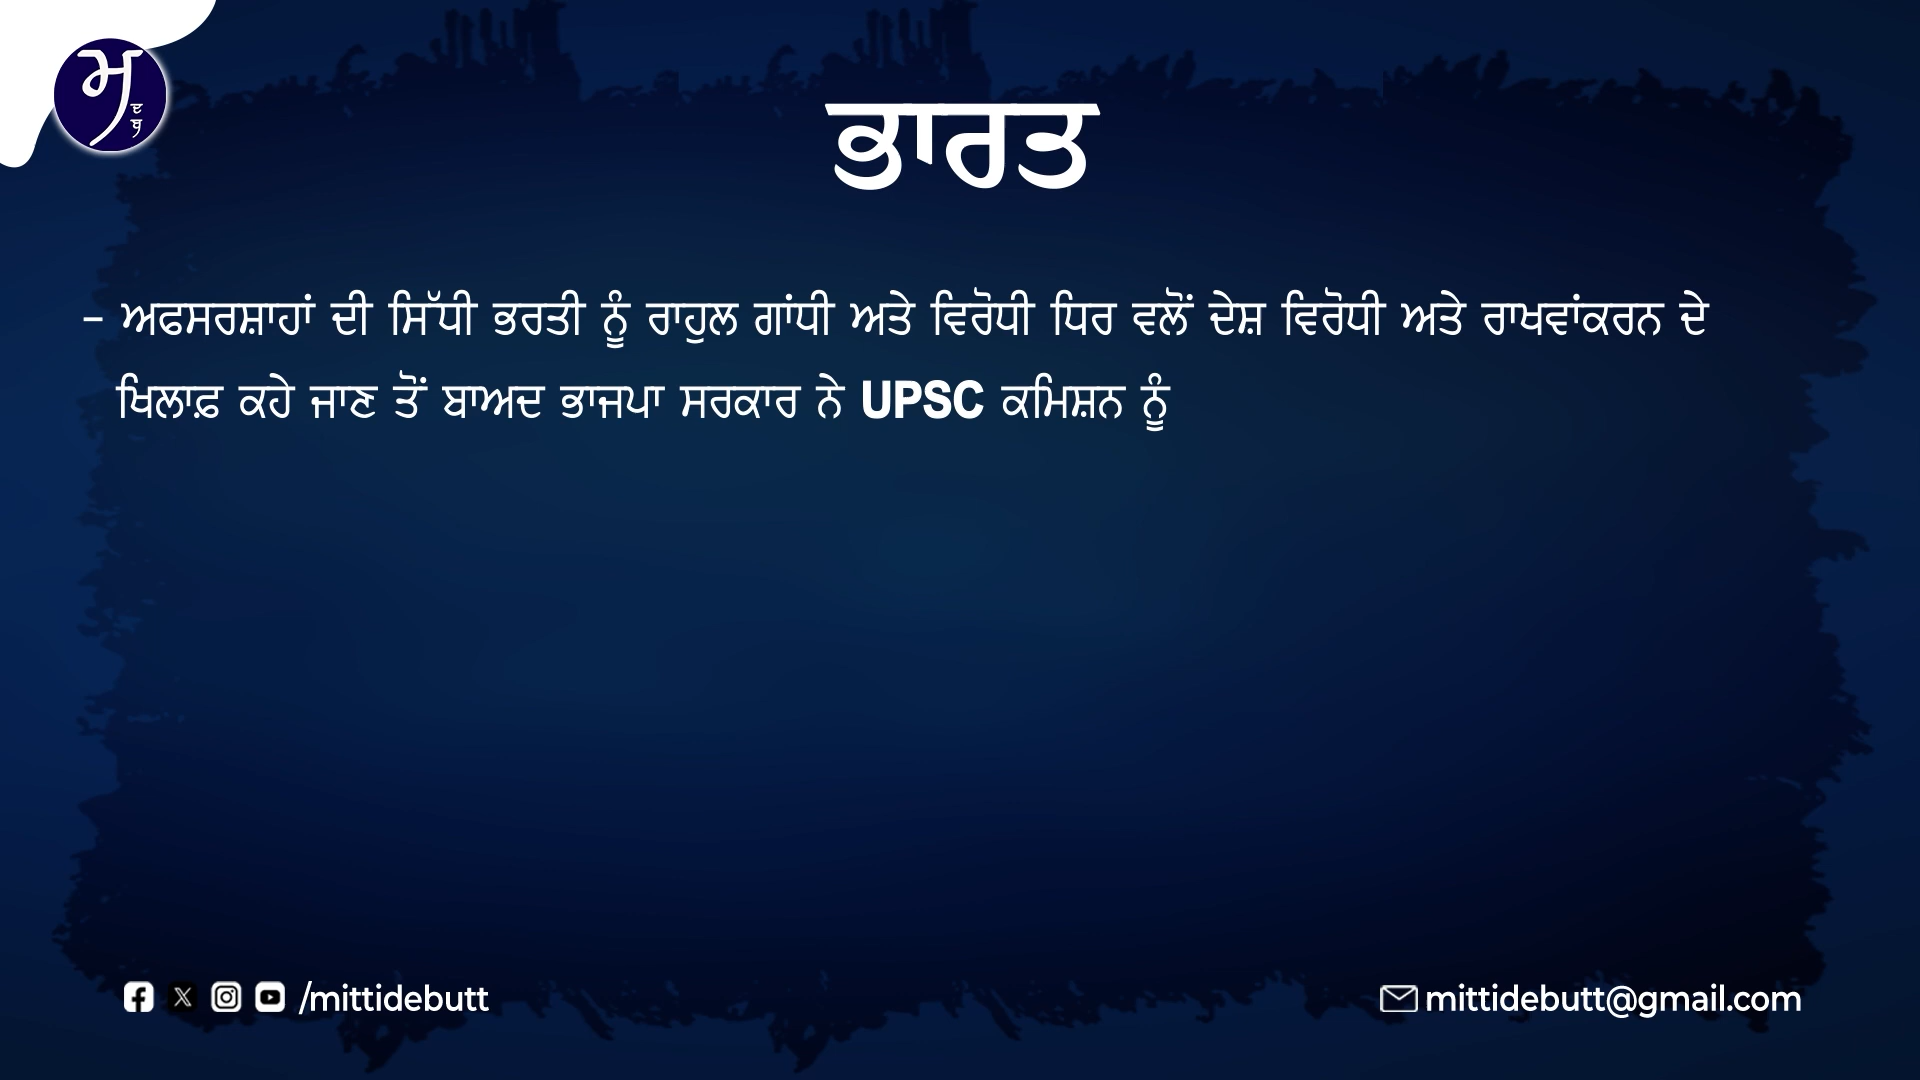 ਮ
ਦ
ਬੁ
ਭਾਰਤ
– ਅਫਸਰਸ਼ਾਹਾਂ ਦੀ ਸਿੱਧੀ ਭਰਤੀ ਨੂੰ ਰਾਹੁਲ ਗਾਂਧੀ ਅਤੇ ਵਿਰੋਧੀ ਧਿਰ ਵਲੋਂ ਦੇਸ਼ ਵਿਰੋਧੀ ਅਤੇ ਰਾਖਵਾਂਕਰਨ ਦੇ
ਖਿਲਾਫ਼ ਕਹੇ ਜਾਣ ਤੋਂ ਬਾਅਦ ਭਾਜਪਾ ਸਰਕਾਰ ਨੇ UPSC ਕਮਿਸ਼ਨ ਨੂੰ
/mittidebutt
mittidebutt@gmail.com